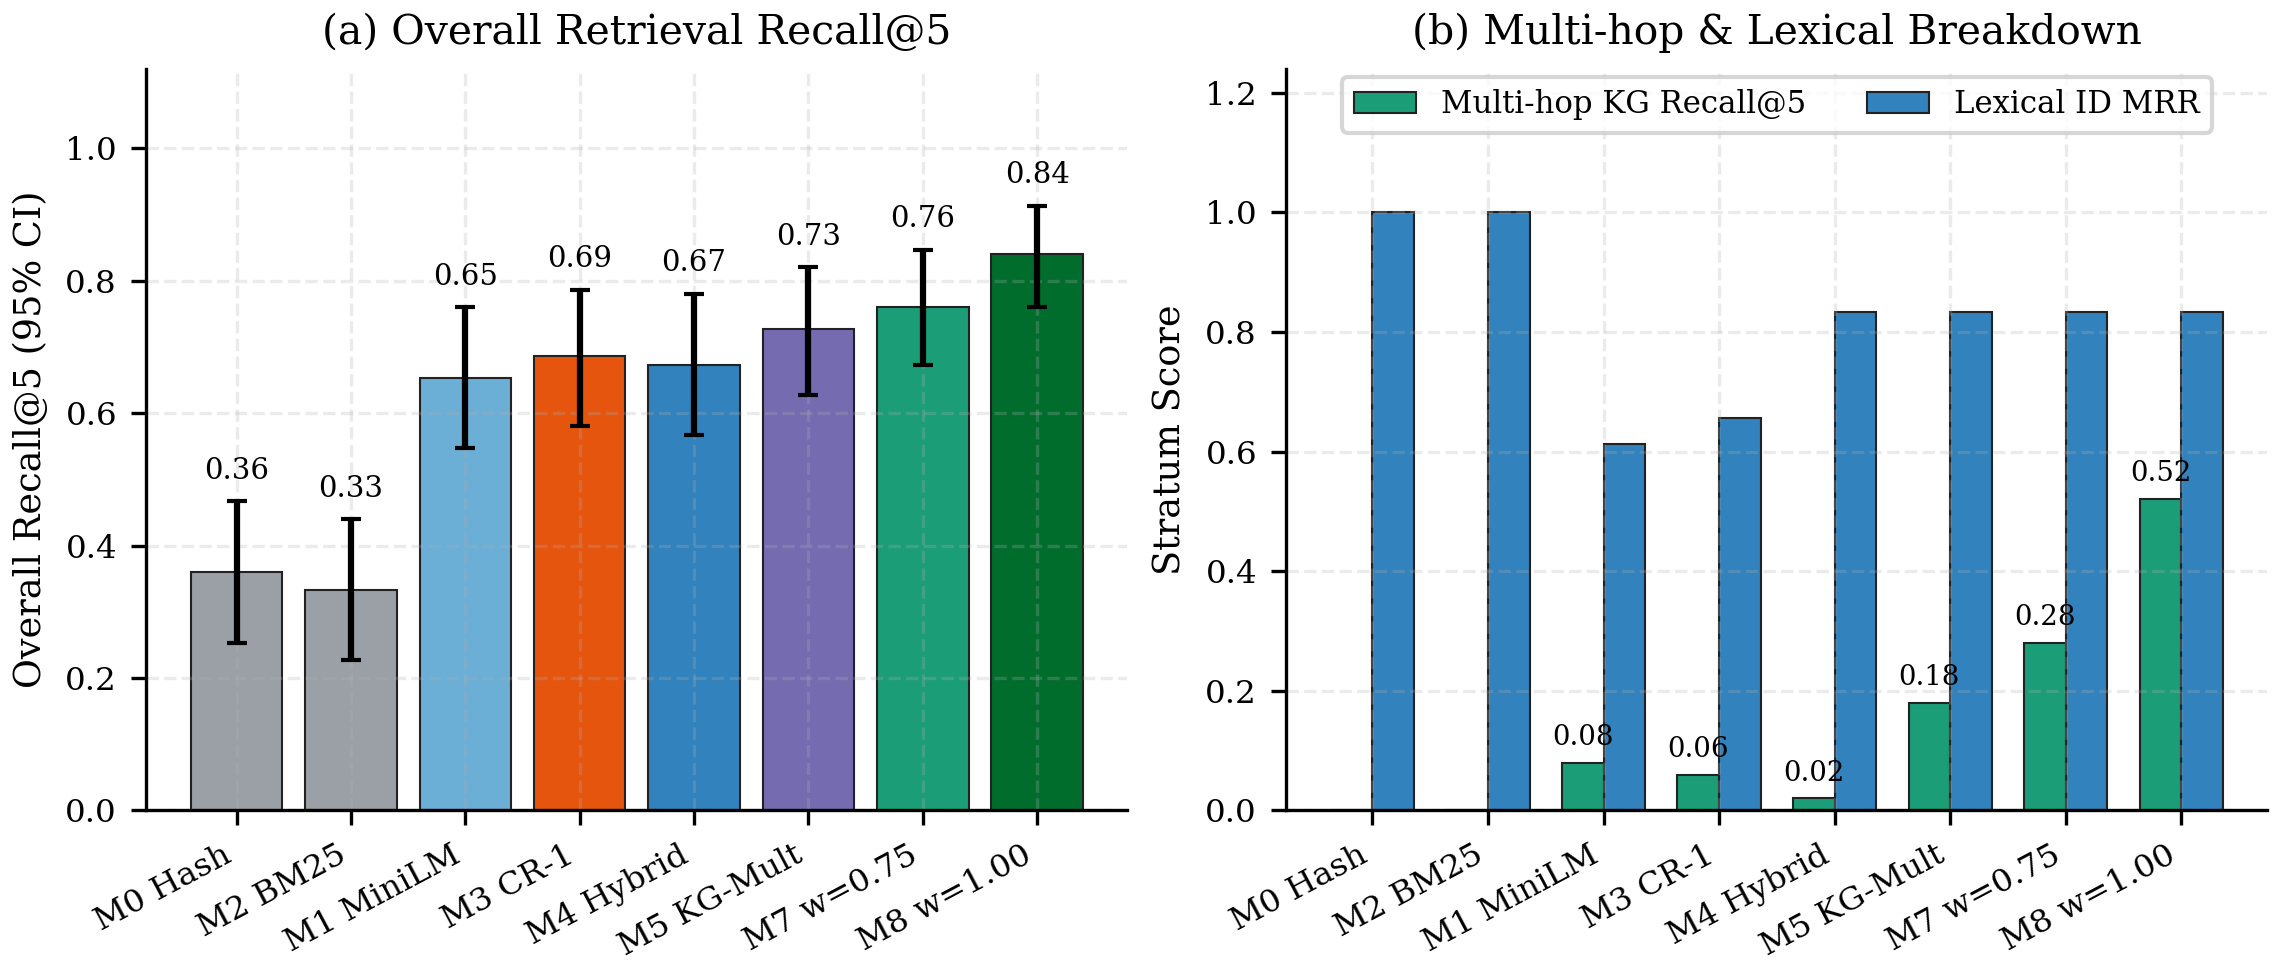 (a) Overall Retrieval Recall@5
Overall Recall@5 (95% CI)
1.0
0.8
0.6
0.4
0.2
0.0
0.36
0.33
0.65
0.69
0.67
0.73
0.76
0.84
M0 Hash
M2 BM25
M1 MiniLM
M3 CR-1
M4 Hybrid
M5 KG-Mult
M7 w=0.75
M8 w=1.00
(b) Multi-hop & Lexical Breakdown
Multi-hop KG Recall@5
Lexical ID MRR
Stratum Score
1.2
1.0
0.8
0.6
0.4
0.2
0.0
0.08
0.06
0.02
0.18
0.28
0.52
M0 Hash
M2 BM25
M1 MiniLM
M3 CR-1
M4 Hybrid
M5 KG-Mult
M7 w=0.75
M8 w=1.00